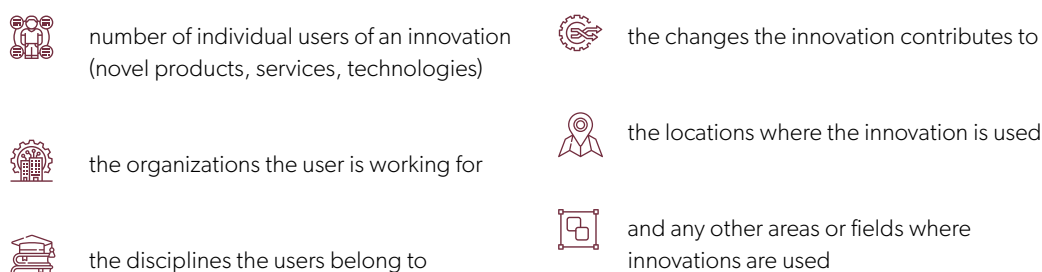 number of individual users of an innovation
(novel products, services, technologies)
the organizations the user is working for
the disciplines the users belong to
the changes the innovation contributes to
the locations where the innovation is used
and any other areas or fields where
innovations are used